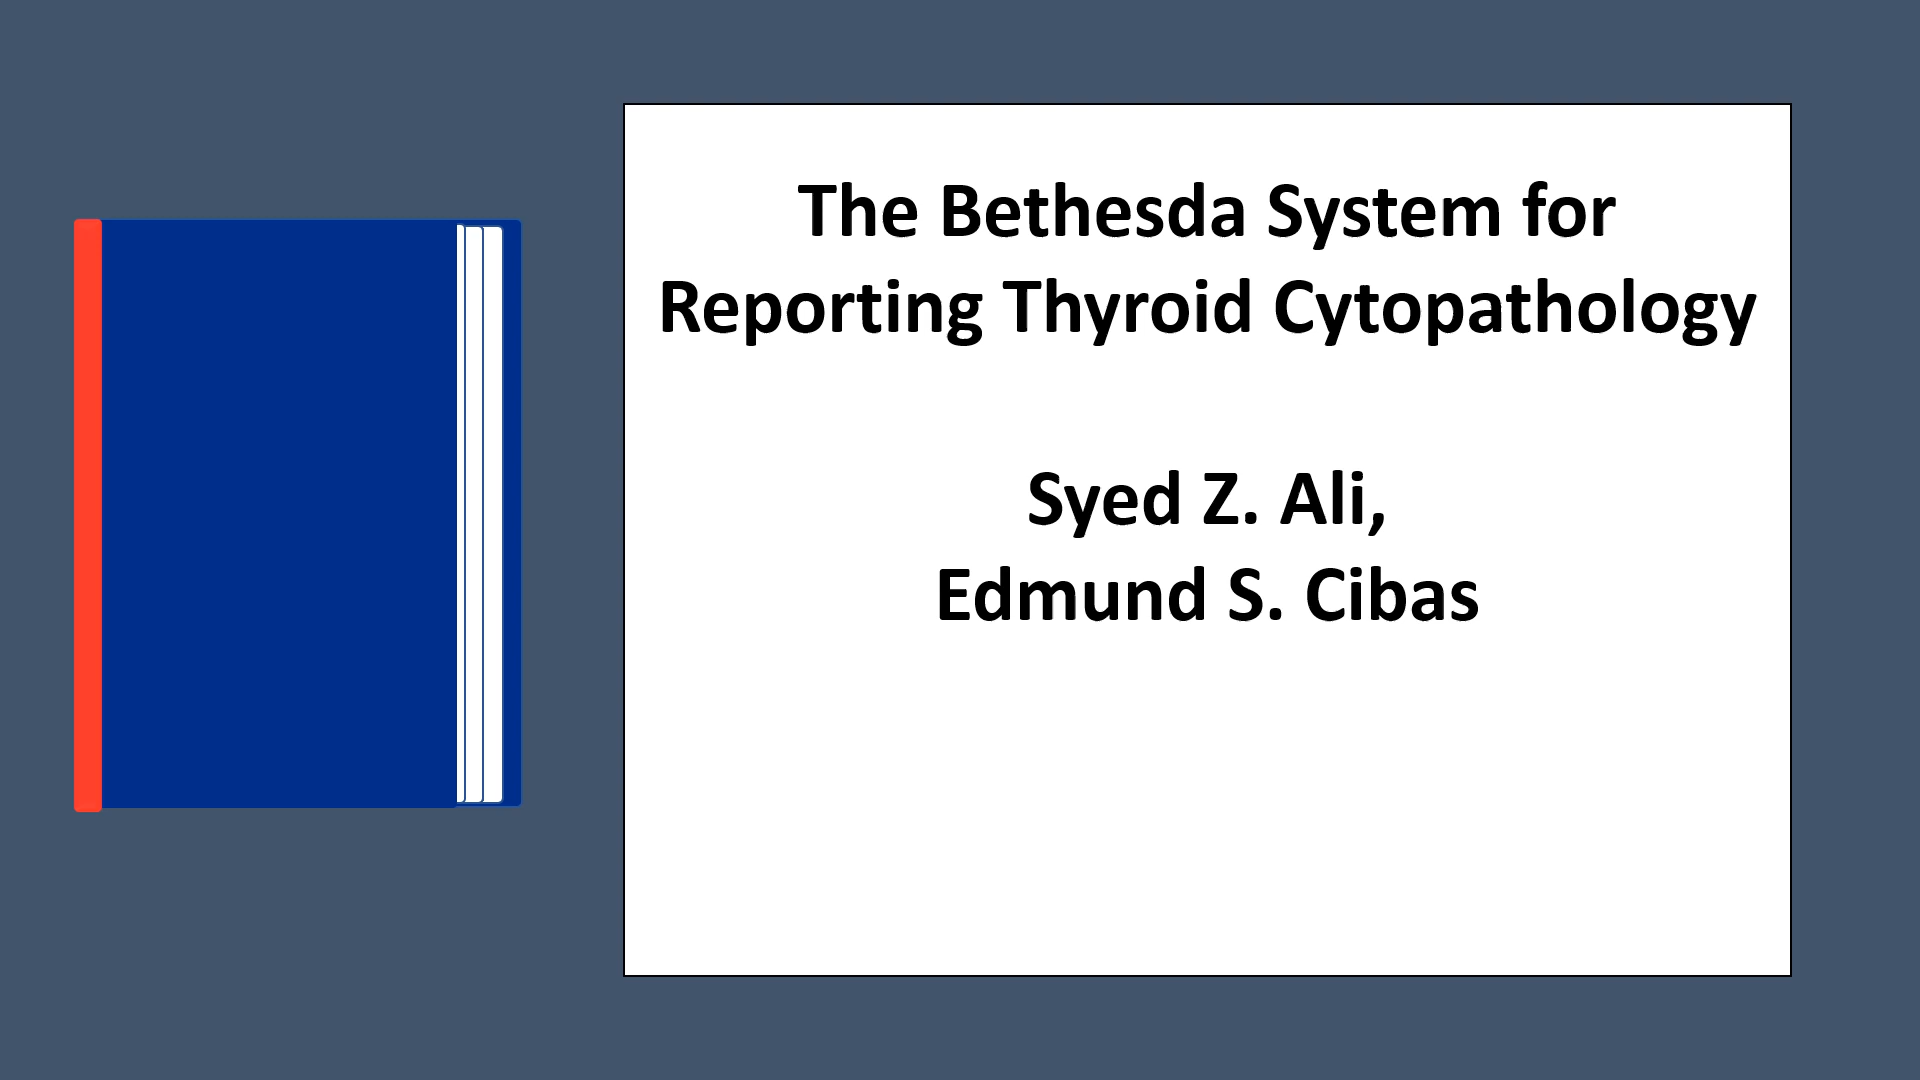 The Bethesda System for
Reporting Thyroid Cytopathology
Syed Z. Ali,
Edmund S. Cibas